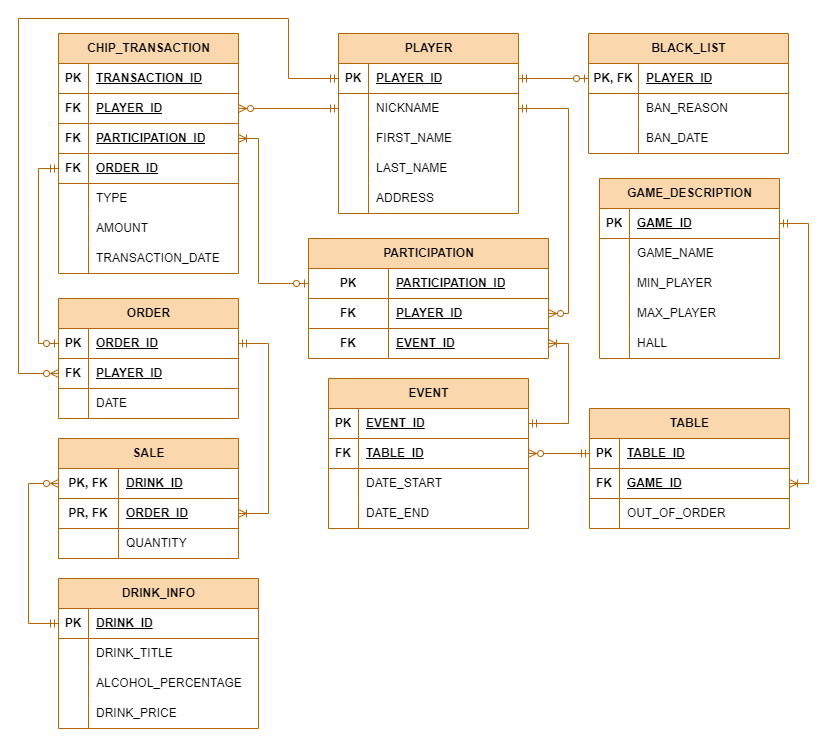 CHIP_TRANSACTION
PK TRANSACTION_ID
FK PLAYER_ID
FK PARTICIPATION_ID
FK ORDER_ID
TYPE
AMOUNT
TRANSACTION_DATE
PLAYER
PK PLAYER_ID
NICKNAME
FIRST_NAME
LAST_NAME
ADDRESS
BLACK_LIST
PK, FK PLAYER_ID
BAN_REASON
BAN_DATE
GAME_DESCRIPTION
PK GAME_ID
GAME_NAME
MIN_PLAYER
MAX_PLAYER
HALL
PARTICIPATION
PK PARTICIPATION_ID
FK PLAYER_ID
FK EVENT_ID
ORDER
PK ORDER_ID
FK PLAYER_ID
DATE
EVENT
PK EVENT_ID
FK TABLE_ID
DATE_START
DATE_END
TABLE
PK TABLE_ID
FK GAME_ID
OUT_OF_ORDER
SALE
PK, FK DRINK_ID
PR, FK ORDER_ID
QUANTITY
DRINK_INFO
PK DRINK_ID
DRINK_TITLE
ALCOHOL_PERCENTAGE
DRINK_PRICE